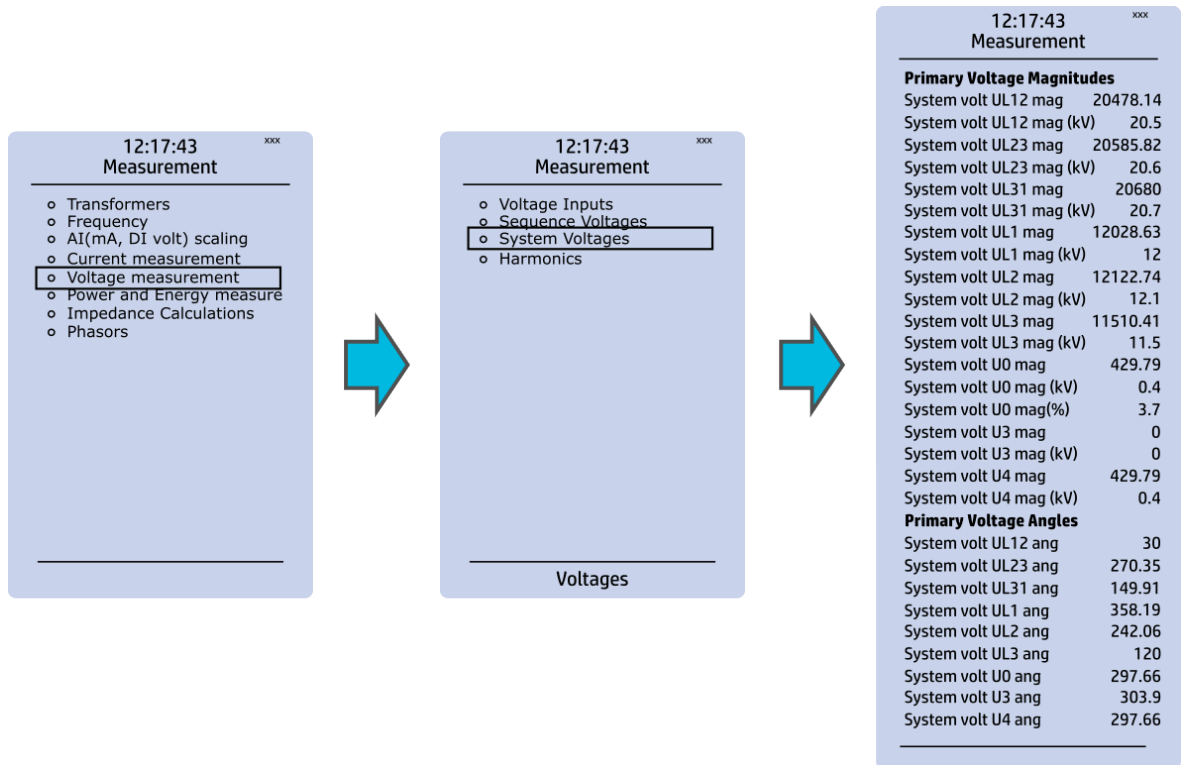 12:17:43 xxx
Measurement
Transformers
Frequency
AI(mA, DI volt) scaling
Current measurement
Voltage measurement
Power and Energy measure
Impedance Calculations
Phasors
12:17:43 xxx
Measurement
Voltage Inputs
Sequence Voltages
System Voltages
Harmonics
Voltages
12:17:43 xxx
Measurement
Primary Voltage Magnitudes
System volt UL12 mag 20478.14
System volt UL12 mag (kV) 20.5
System volt UL23 mag 20585.82
System volt UL23 mag (kV) 20.6
System volt UL31 mag 20680
System volt UL31 mag (kV) 20.7
System volt UL1 mag 12028.63
System volt UL1 mag (kV) 12
System volt UL2 mag 12122.74
System volt UL2 mag (kV) 12.1
System volt UL3 mag 11510.41
System volt UL3 mag (kV) 11.5
System volt U0 mag 429.79
System volt U0 mag (kV) 0.4
System volt U0 mag(%) 3.7
System volt U3 mag 0
System volt U3 mag (kV) 0
System volt U4 mag 429.79
System volt U4 mag (kV) 0.4
Primary Voltage Angles
System volt UL12 ang 30
System volt UL23 ang 270.35
System volt UL31 ang 149.91
System volt UL1 ang 358.19
System volt UL2 ang 242.06
System volt UL3 ang 120
System volt U0 ang 297.66
System volt U3 ang 303.9
System volt U4 ang 297.66